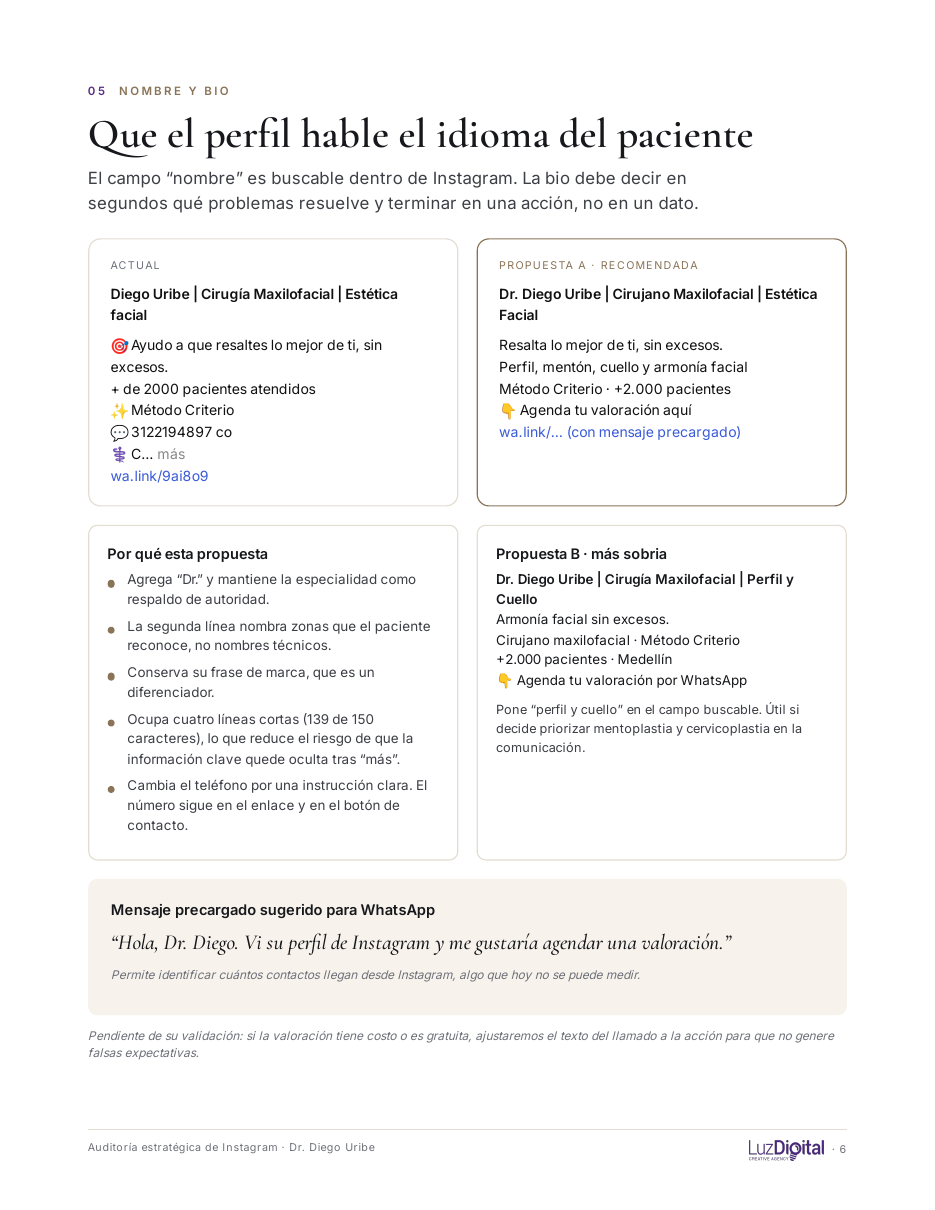 05 NOMBRE Y BIO
Que el perfil hable el idioma del paciente
El campo “nombre” es buscable dentro de Instagram. La bio debe decir en
segundos qué problemas resuelve y terminar en una acción, no en un dato.
ACTUAL
Diego Uribe | Cirugía Maxilofacial | Estética
facial
🎯 Ayudo a que resaltes lo mejor de ti, sin
excesos.
+ de 2000 pacientes atendidos
✨ Método Criterio
💬 3122194897 co
⚕️ C... más
wa.link/9ai8o9
PROPUESTA A · RECOMENDADA
Dr. Diego Uribe | Cirujano Maxilofacial | Estética
Facial
Resalta lo mejor de ti, sin excesos.
Perfil, mentón, cuello y armonía facial
Método Criterio · +2.000 pacientes
👇 Agenda tu valoración aquí
wa.link/... (con mensaje precargado)
Por qué esta propuesta
Agrega “Dr.” y mantiene la especialidad como
respaldo de autoridad.
La segunda línea nombra zonas que el paciente
reconoce, no nombres técnicos.
Conserva su frase de marca, que es un
diferenciador.
Ocupa cuatro líneas cortas (139 de 150
caracteres), lo que reduce el riesgo de que la
información clave quede oculta tras “más”.
Cambia el teléfono por una instrucción clara. El
número sigue en el enlace y en el botón de
contacto.
Propuesta B · más sobria
Dr. Diego Uribe | Cirugía Maxilofacial | Perfil y
Cuello
Armonía facial sin excesos.
Cirujano maxilofacial · Método Criterio
+2.000 pacientes · Medellín
👇 Agenda tu valoración por WhatsApp
Pone “perfil y cuello” en el campo buscable. Útil si
decide priorizar mentoplastia y cervicoplastia en la
comunicación.
Mensaje precargado sugerido para WhatsApp
“Hola, Dr. Diego. Vi su perfil de Instagram y me gustaría agendar una valoración.”
Permite identificar cuántos contactos llegan desde Instagram, algo que hoy no se puede medir.
Pendiente de su validación: si la valoración tiene costo o es gratuita, ajustaremos el texto del llamado a la acción para que no genere
falsas expectativas.
Auditoría estratégica de Instagram · Dr. Diego Uribe
LuzDigital
CREATIVE AGENCY
· 6